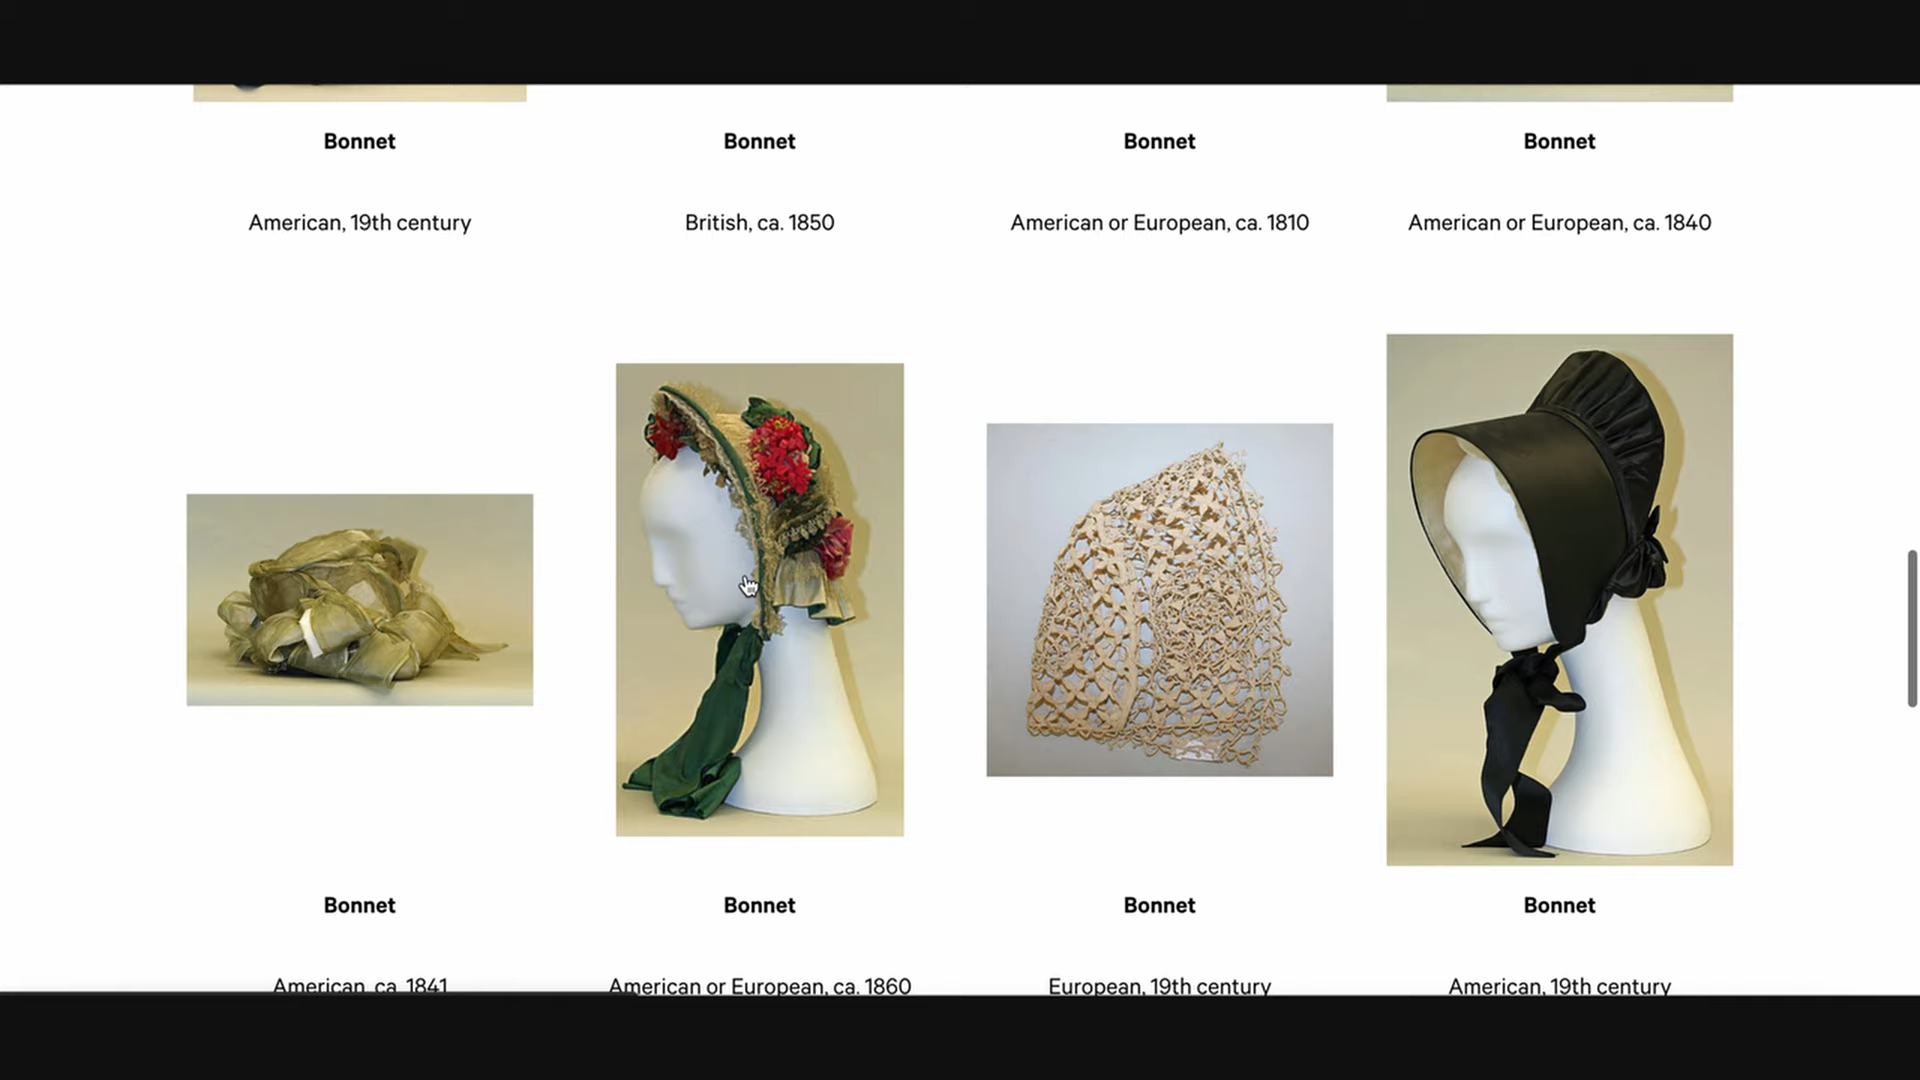 Bonnet
Bonnet
Bonnet
Bonnet
American, 19th century
British, ca. 1850
American or European, ca. 1810
American or European, ca. 1840
Bonnet
Bonnet
Bonnet
Bonnet
American, ca. 1841
American or European, ca. 1860
European, 19th century
American, 19th century